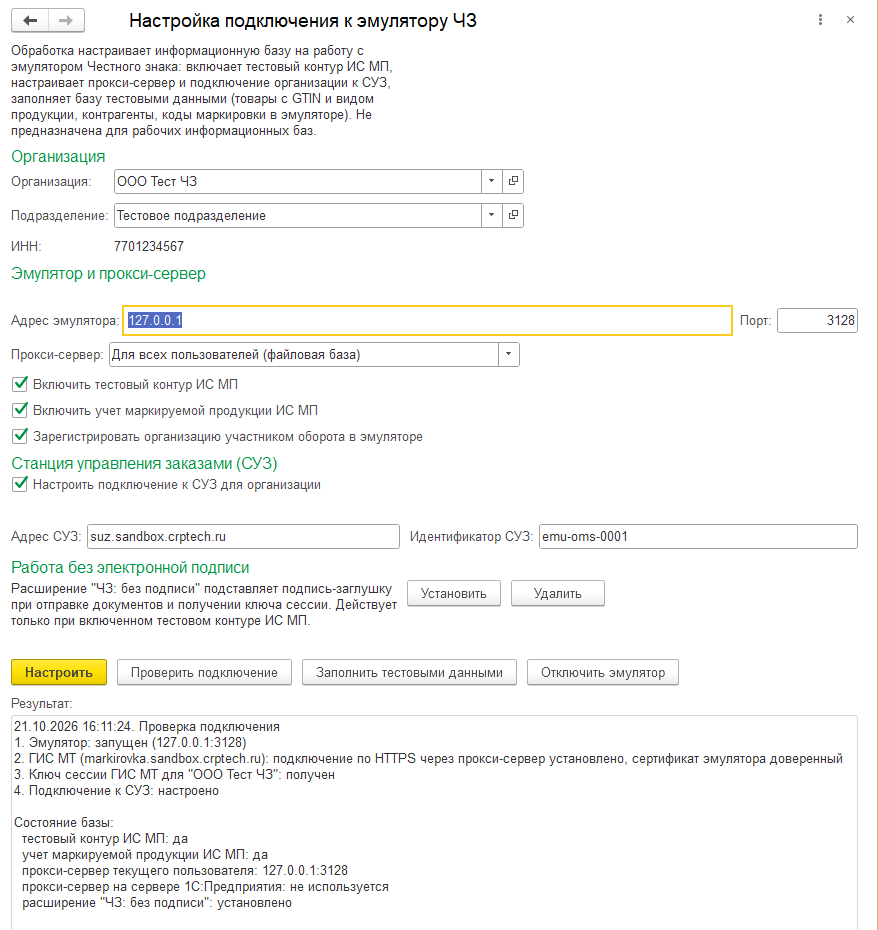 Настройка подключения к эмулятору ЧЗ
Обработка настраивает информационную базу на работу с
эмулятором Честного знака: включает тестовый контур ИС МП,
настраивает прокси-сервер и подключение организации к СУЗ,
заполняет базу тестовыми данными (товары с GTIN и видом
продукции, контрагенты, коды маркировки в эмуляторе). Не
предназначена для рабочих информационных баз.
Организация
Организация: ООО Тест ЧЗ
Подразделение: Тестовое подразделение
ИНН: 7701234567
Эмулятор и прокси-сервер
Адрес эмулятора: 127.0.0.1 Порт: 3128
Прокси-сервер: Для всех пользователей (файловая база)
Включить тестовый контур ИС МП
Включить учет маркируемой продукции ИС МП
Зарегистрировать организацию участником оборота в эмуляторе
Станция управления заказами (СУЗ)
Настроить подключение к СУЗ для организации
Адрес СУЗ: suz.sandbox.crptech.ru Идентификатор СУЗ: emu-oms-0001
Работа без электронной подписи
Расширение "ЧЗ: без подписи" подставляет подпись-заглушку
при отправке документов и получении ключа сессии. Действует
только при включенном тестовом контуре ИС МП.
Установить Удалить
Настроить Проверить подключение Заполнить тестовыми данными Отключить эмулятор
Результат:
21.10.2026 16:11:24. Проверка подключения
1. Эмулятор: запущен (127.0.0.1:3128)
2. ГИС МТ (markirovka.sandbox.crptech.ru): подключение по HTTPS через прокси-сервер установлено, сертификат эмулятора доверенный
3. Ключ сессии ГИС МТ для "ООО Тест ЧЗ": получен
4. Подключение к СУЗ: настроено
Состояние базы:
тестовый контур ИС МП: да
учет маркируемой продукции ИС МП: да
прокси-сервер текущего пользователя: 127.0.0.1:3128
прокси-сервер на сервере 1С:Предприятия: не используется
расширение "ЧЗ: без подписи": установлено